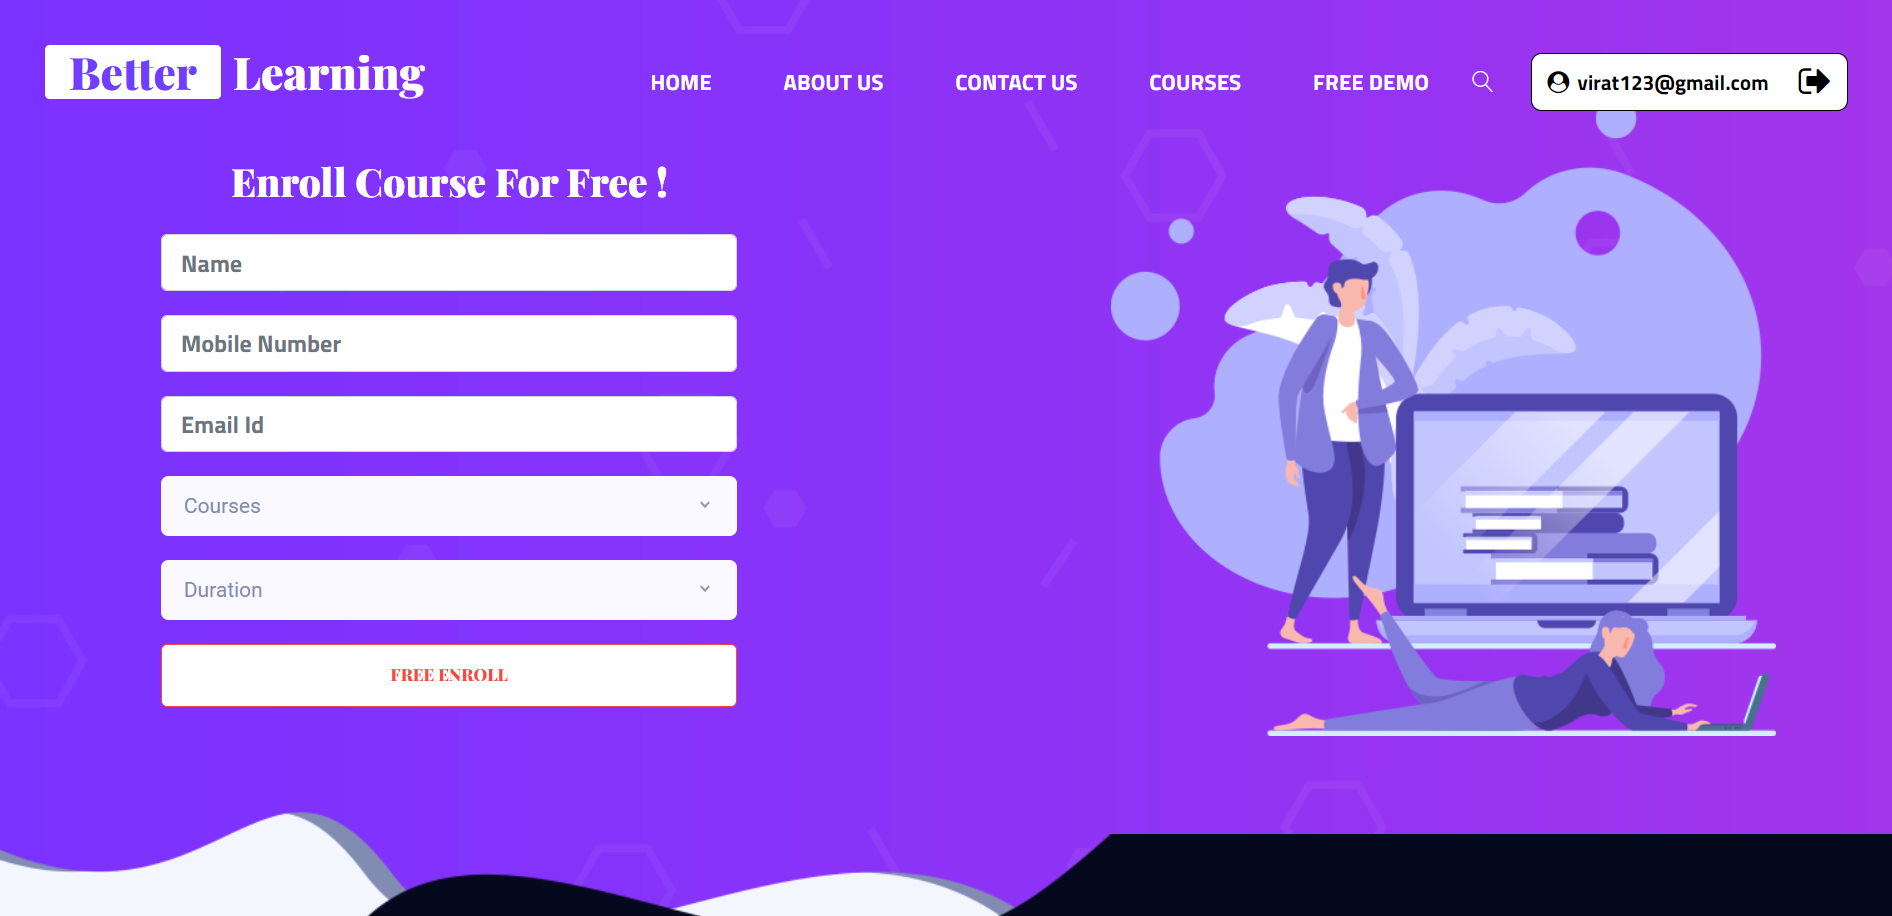 Better Learning
HOME ABOUT US CONTACT US COURSES FREE DEMO virat123@gmail.com
Enroll Course For Free !
Name
Mobile Number
Email Id
Courses
Duration
FREE ENROLL